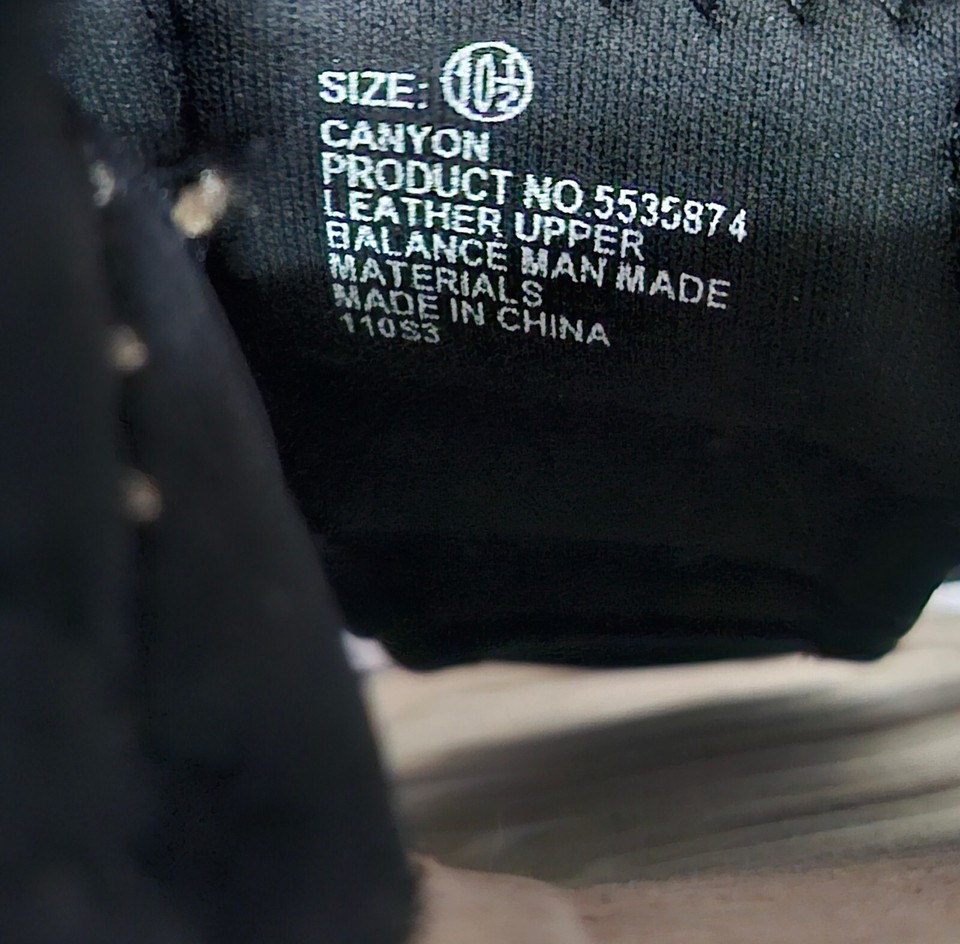 SIZE: 10½
CANYON
PRODUCT NO.5535874
LEATHER UPPER
BALANCE MAN MADE
MATERIALS
MADE IN CHINA
110S3